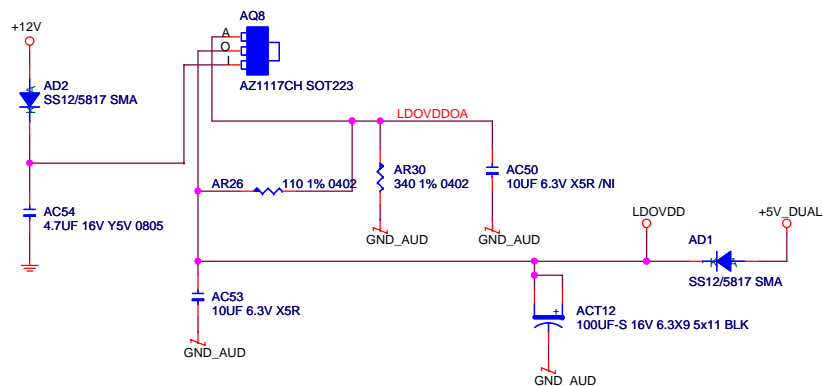 +12V
AQ8
A
O
I
AZ1117CH SOT223
AD2
SS12/5817 SMA
K A
LDOVDDOA
AR26
110 1% 0402
AR30
340 1% 0402
AC50
10UF 6.3V X5R /NI
AC54
4.7UF 16V Y5V 0805
GND_AUD
GND_AUD
LDOVDD
+5V_DUAL
AD1
K A
SS12/5817 SMA
AC53
10UF 6.3V X5R
GND_AUD
+
ACT12
100UF-S 16V 6.3X9 5x11 BLK
GND_AUD